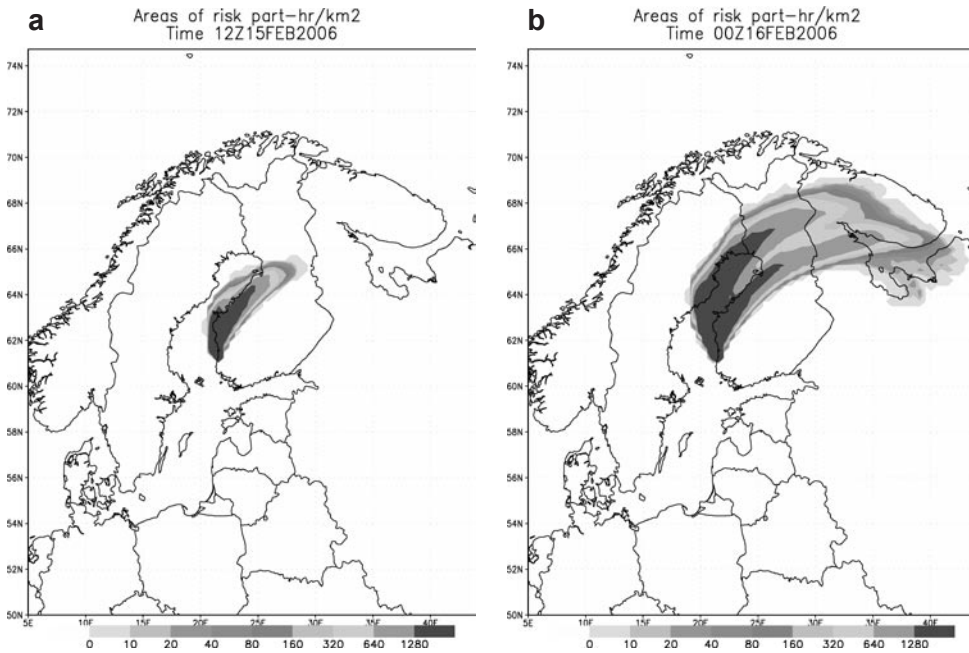 a
Areas of risk part-hr/km2
Time 12Z15FEB2006
74N
72N
70N
68N
66N
64N
62N
60N
58N
56N
54N
52N
50N
5E 10E 15E 20E 25E 30E 35E 40E
0 10 20 40 80 160 320 640 1280
b
Areas of risk part-hr/km2
Time 00Z16FEB2006
74N
72N
70N
68N
66N
64N
62N
60N
58N
56N
54N
52N
50N
5E 10E 15E 20E 25E 30E 35E 40E
0 10 20 40 80 160 320 640 1280